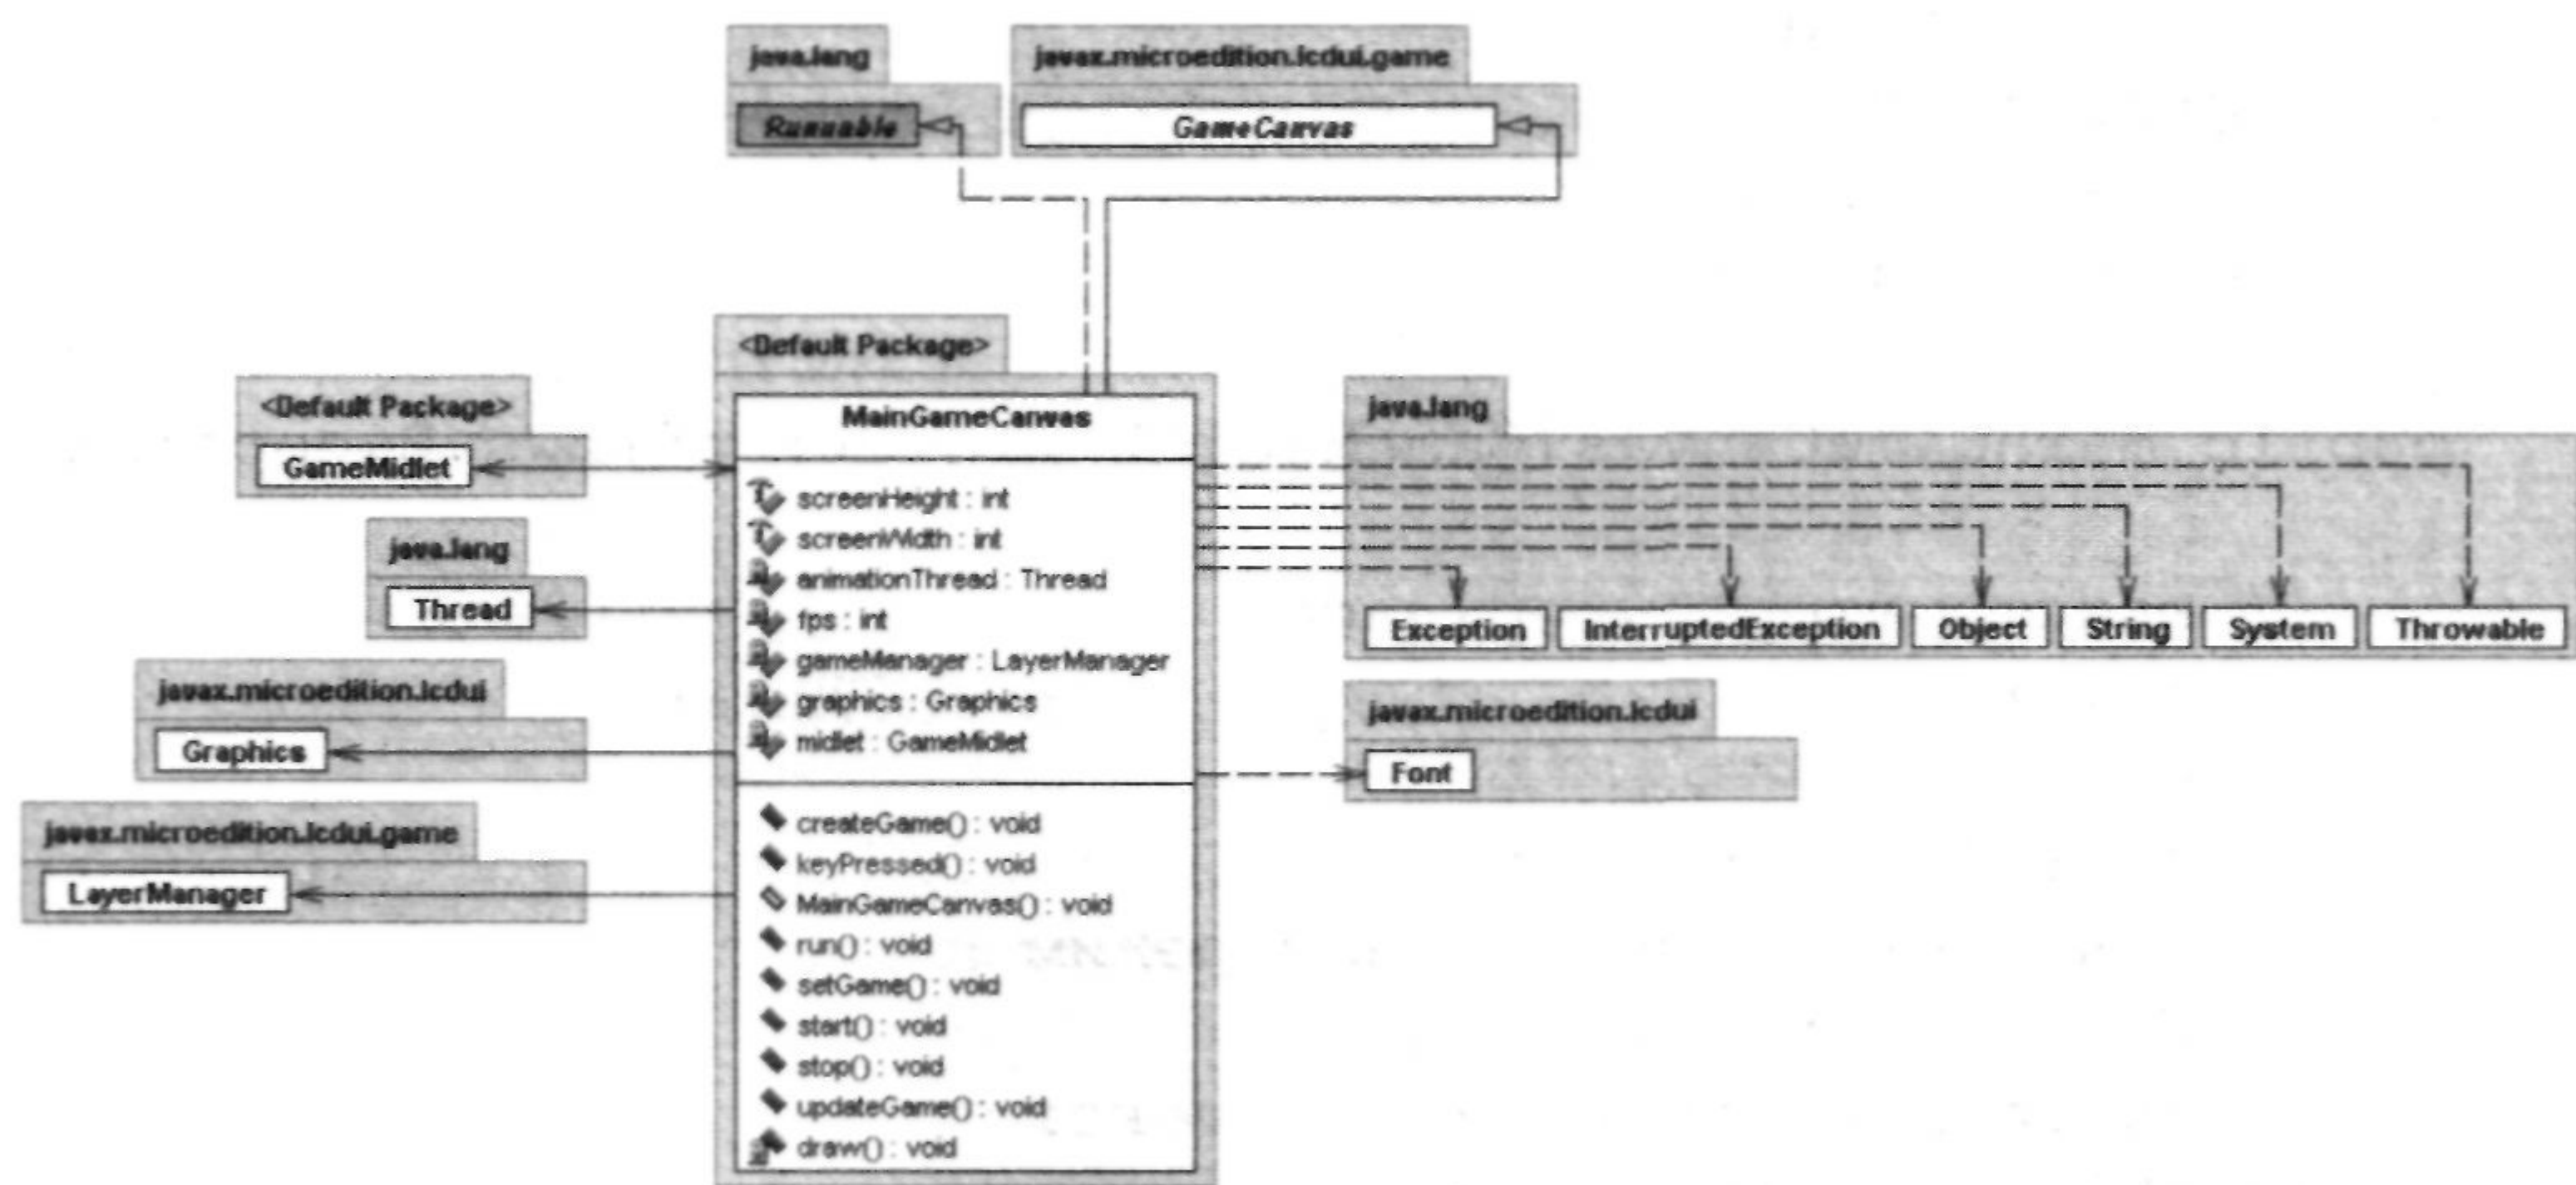 java.lang
javax.microedition.lcdui.game
Runnable
GameCanvas
<Default Package>
MainGameCanvas
screenHeight : int
screenWidth : int
animationThread : Thread
fps : int
gameManager : LayerManager
graphics : Graphics
midlet : GameMidlet
createGame() : void
keyPressed() : void
MainGameCanvas() : void
run() : void
setGame() : void
start() : void
stop() : void
updateGame() : void
draw() : void
<Default Package>
GameMidlet
java.lang
Thread
javax.microedition.lcdui
Graphics
javax.microedition.lcdui.game
LayerManager
java.lang
Exception
InterruptedException
Object
String
System
Throwable
javax.microedition.lcdui
Font